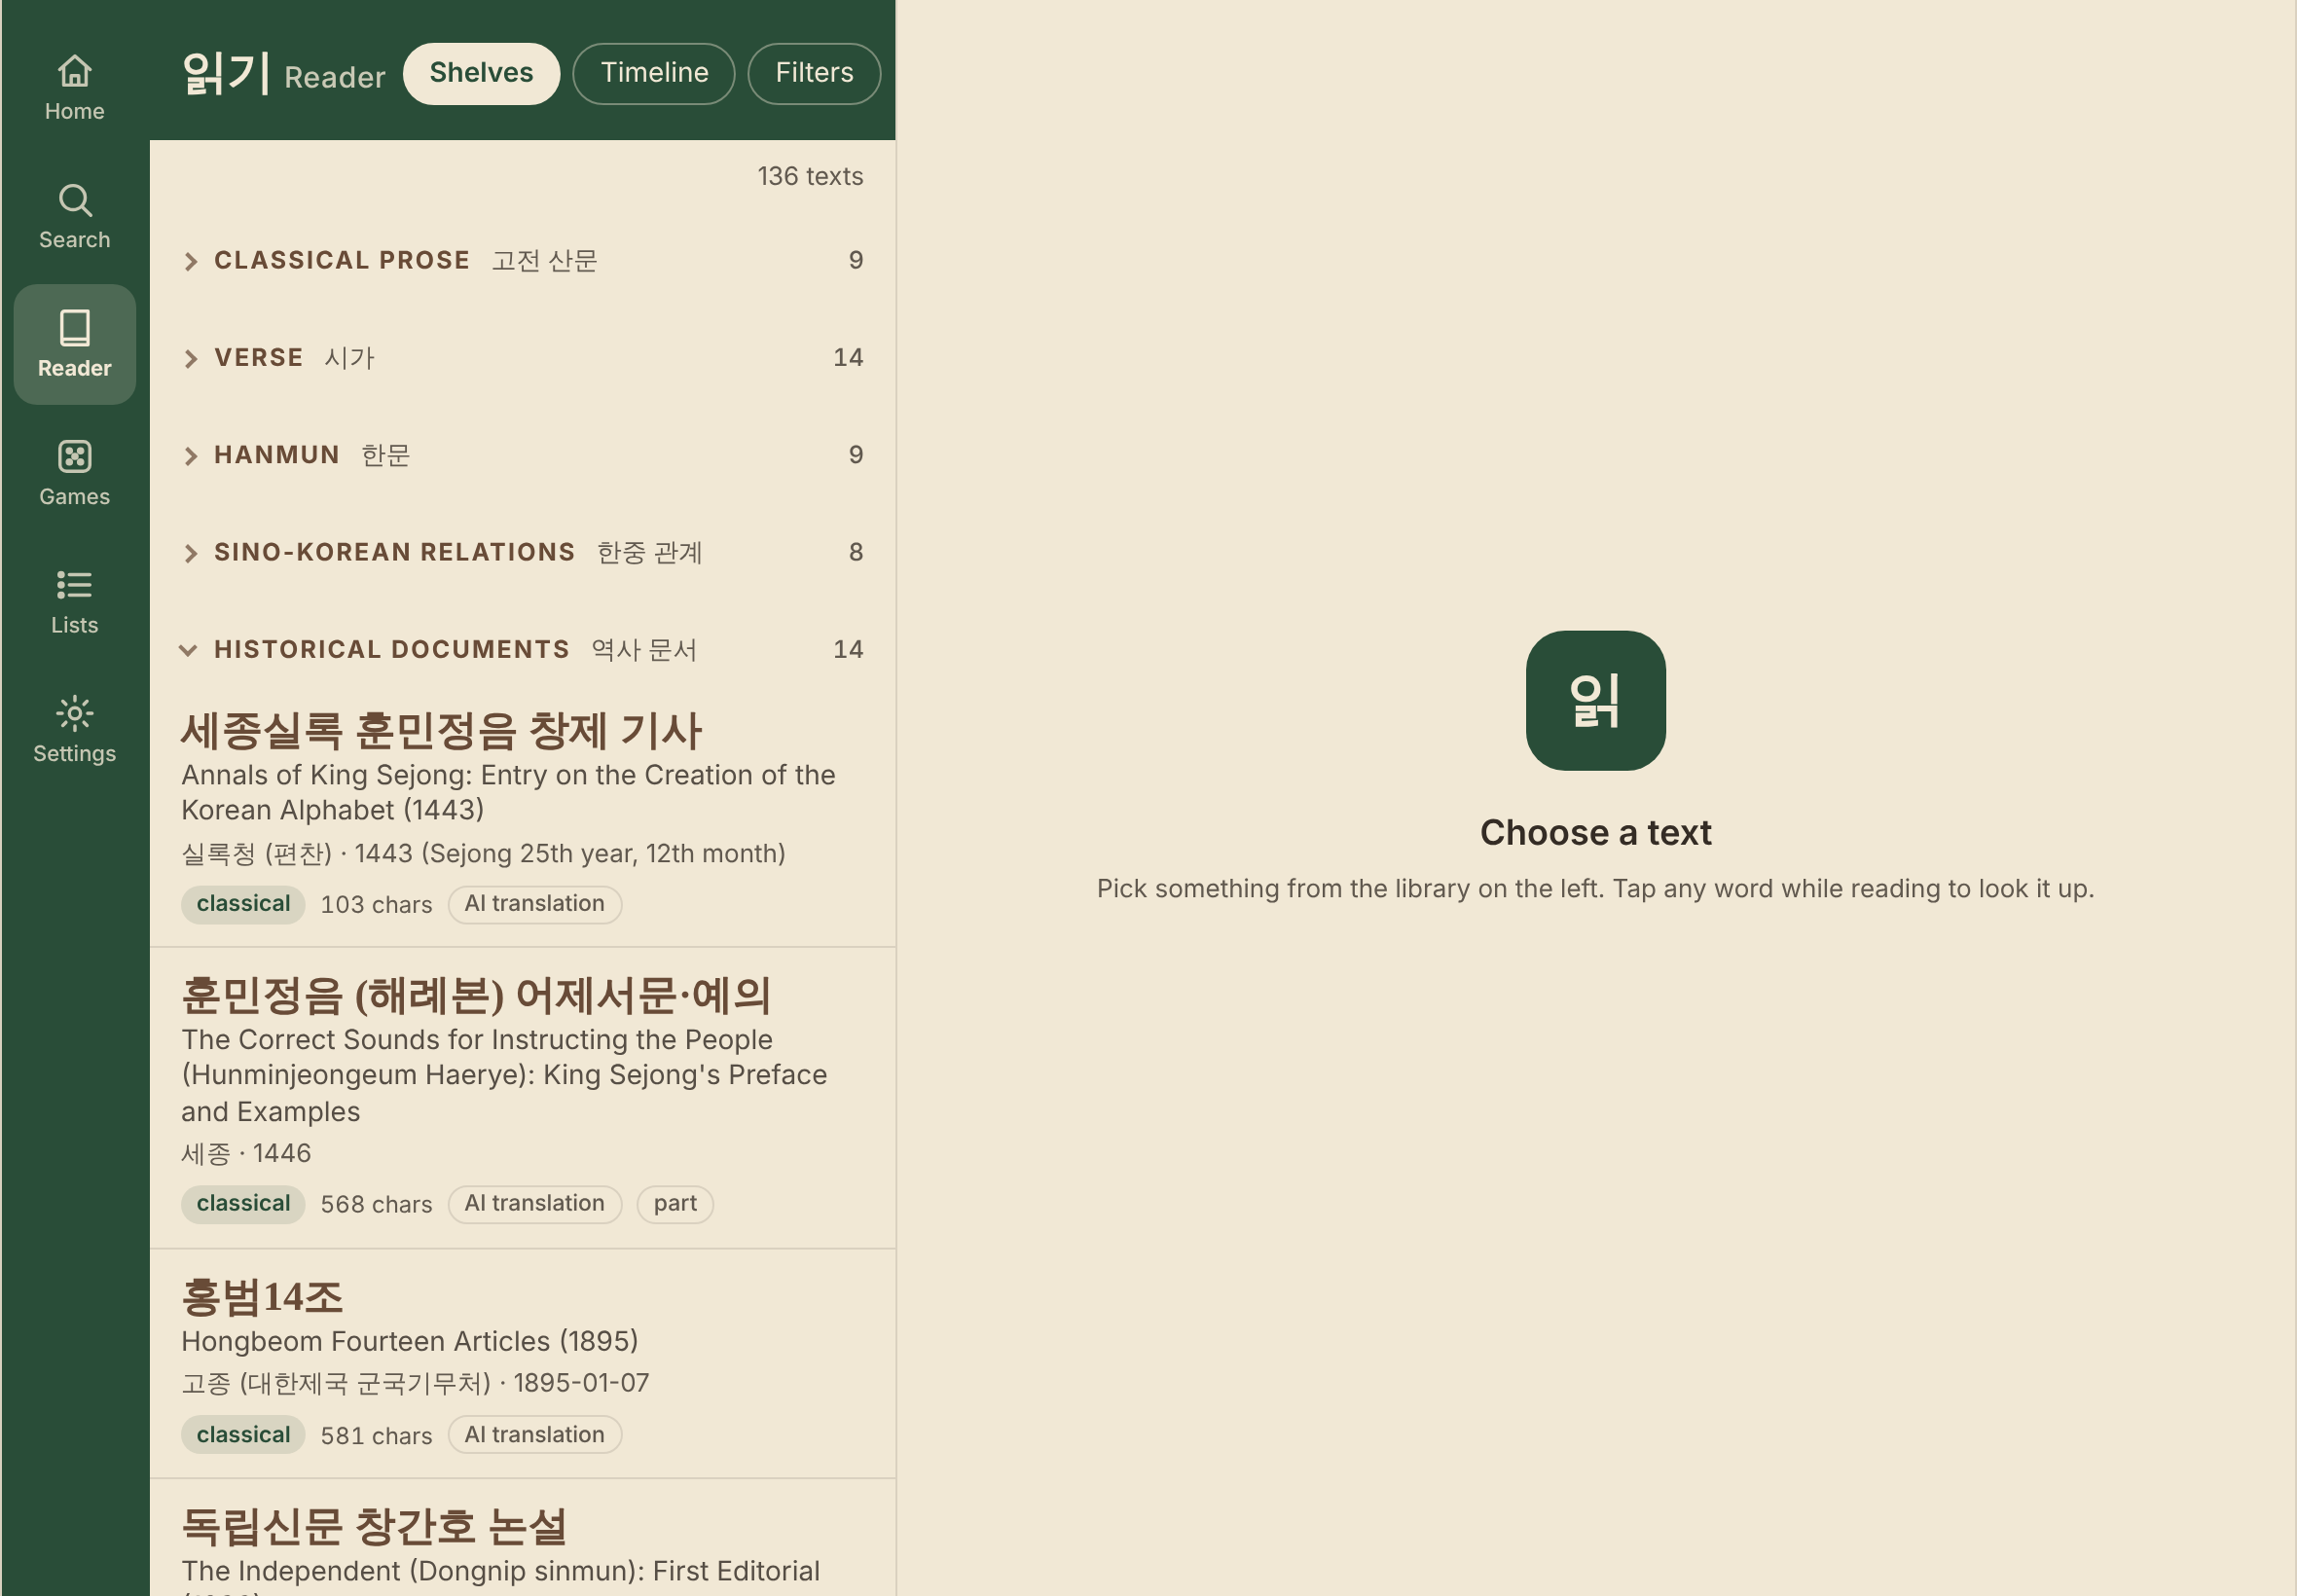 Home
Search
Reader
Games
Lists
Settings
읽기 Reader
Shelves
Timeline
Filters
136 texts
CLASSICAL PROSE 고전 산문 9
VERSE 시가 14
HANMUN 한문 9
SINO-KOREAN RELATIONS 한중 관계 8
HISTORICAL DOCUMENTS 역사 문서 14
세종실록 훈민정음 창제 기사
Annals of King Sejong: Entry on the Creation of the
Korean Alphabet (1443)
실록청 (편찬) · 1443 (Sejong 25th year, 12th month)
classical 103 chars AI translation
훈민정음 (해례본) 어제서문·예의
The Correct Sounds for Instructing the People
(Hunminjeongeum Haerye): King Sejong's Preface
and Examples
세종 · 1446
classical 568 chars AI translation part
홍범14조
Hongbeom Fourteen Articles (1895)
고종 (대한제국 군국기무처) · 1895-01-07
classical 581 chars AI translation
독립신문 창간호 논설
The Independent (Dongnip sinmun): First Editorial
읽
Choose a text
Pick something from the library on the left. Tap any word while reading to look it up.